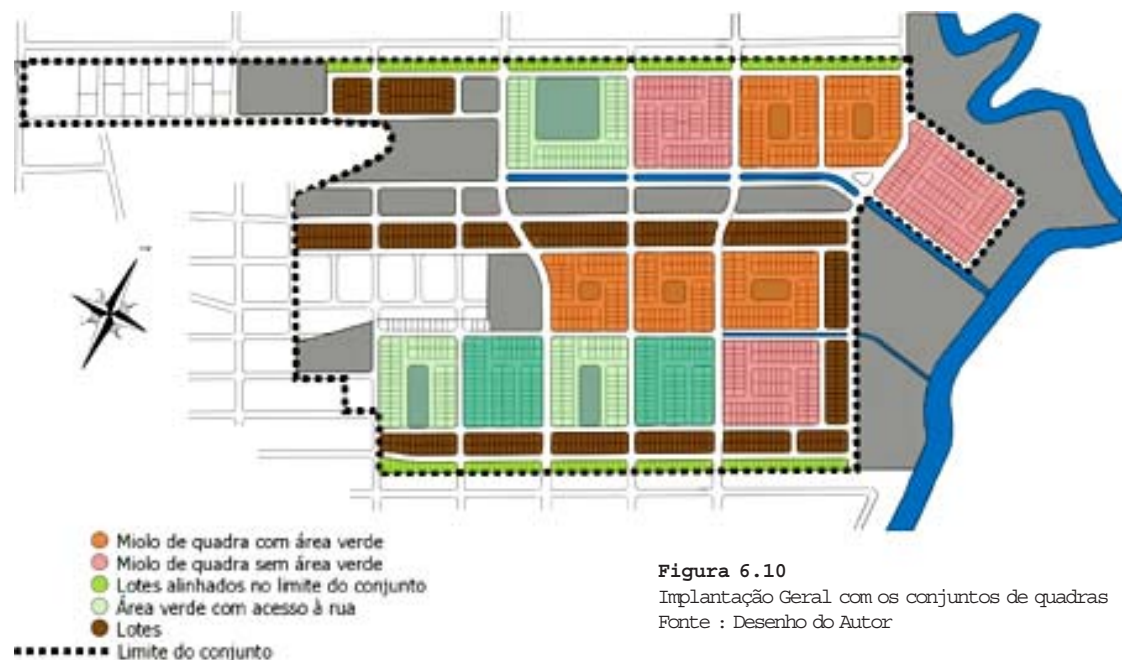 Miolo de quadra com área verde
Miolo de quadra sem área verde
Lotes alinhados no limite do conjunto
Área verde com acesso à rua
Lotes
Limite do conjunto
Figura 6.10
Implantação Geral com os conjuntos de quadras
Fonte : Desenho do Autor